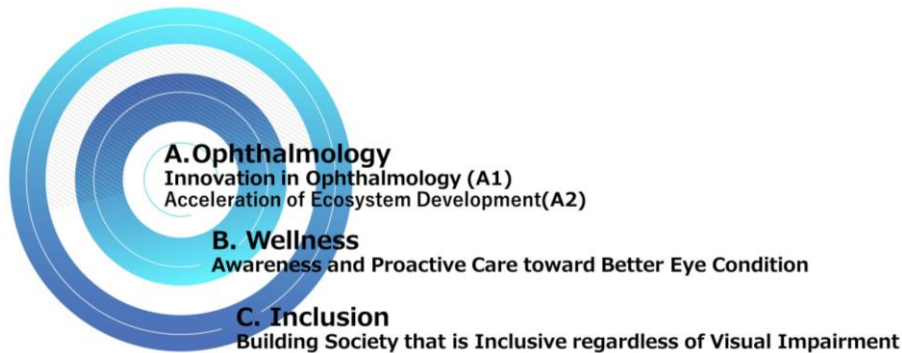 A.Ophthalmology
Innovation in Ophthalmology (A1)
Acceleration of Ecosystem Development(A2)
B. Wellness
Awareness and Proactive Care toward Better Eye Condition
C. Inclusion
Building Society that is Inclusive regardless of Visual Impairment